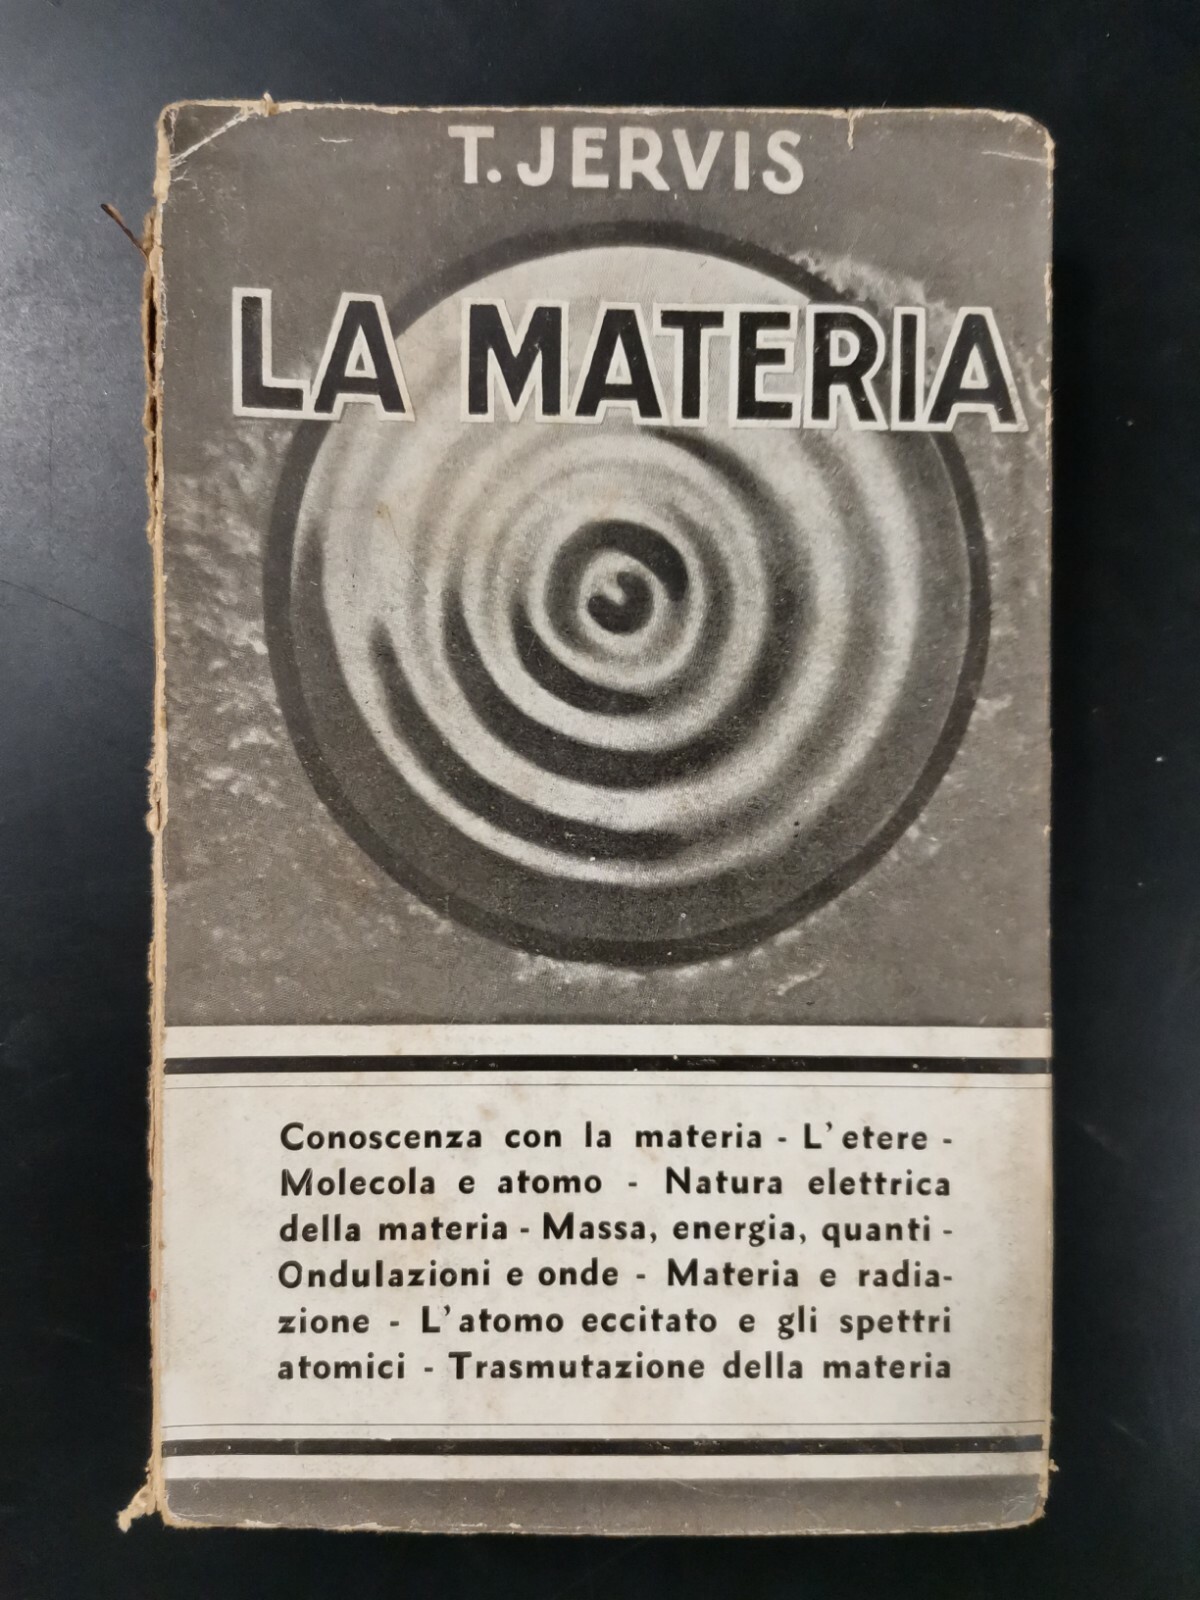 T. JERVIS
LA MATERIA
Conoscenza con la materia - L'etere -
Molecola e atomo - Natura elettrica
della materia - Massa, energia, quanti -
Ondulazioni e onde - Materia e radia-
zione - L'atomo eccitato e gli spettri
atomici - Trasmutazione della materia